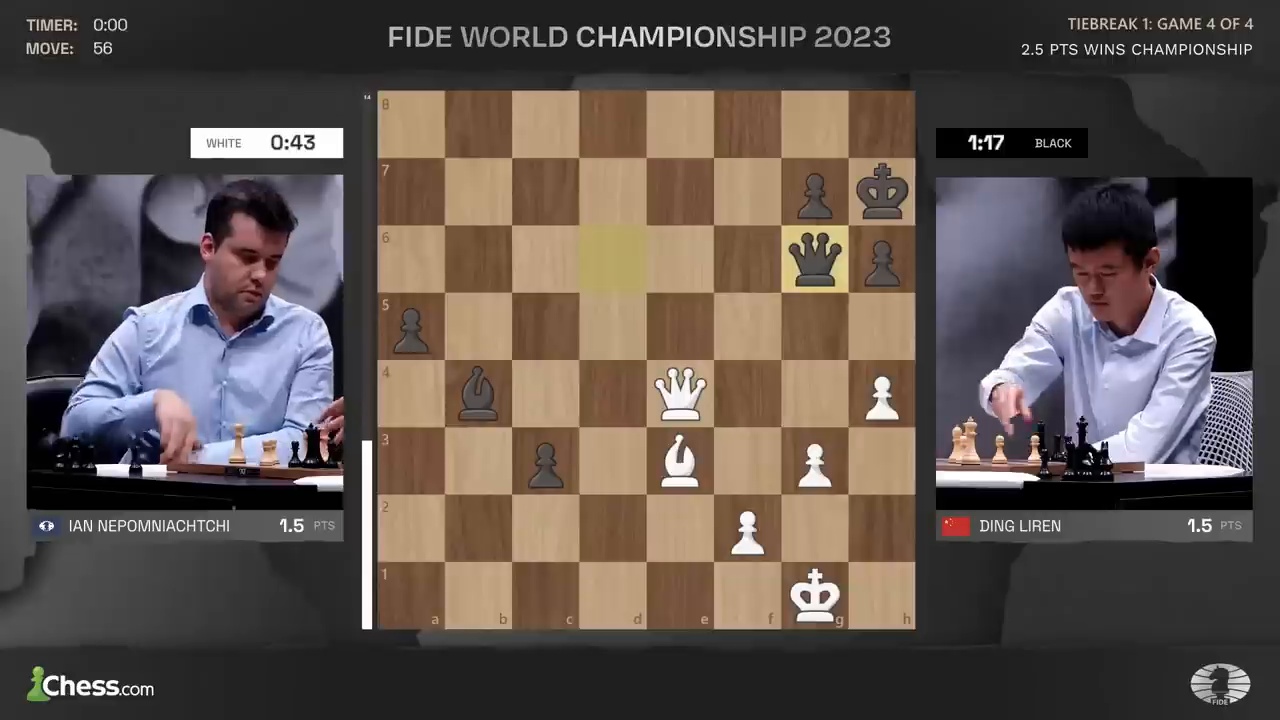 TIMER: 0:00
MOVE: 56
FIDE WORLD CHAMPIONSHIP 2023
TIEBREAK 1: GAME 4 OF 4
2.5 PTS WINS CHAMPIONSHIP
WHITE 0:43
1:17 BLACK
14
8
7
6
5
4
3
2
1
a b c d e f g h
IAN NEPOMNIACHTCHI 1.5 PTS
DING LIREN 1.5 PTS
Chess.com
FIDE